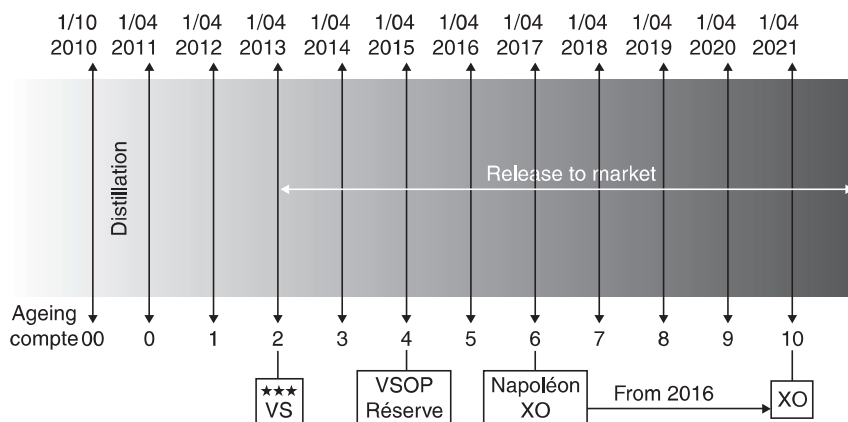 1/10 1/04 1/04 1/04 1/04 1/04 1/04 1/04 1/04 1/04 1/04 1/04
2010 2011 2012 2013 2014 2015 2016 2017 2018 2019 2020 2021
Distillation
Release to market
Ageing
compte 00 0 1 2 3 4 5 6 7 8 9 10
★★★
VS
VSOP
Réserve
Napoléon
XO
From 2016
XO